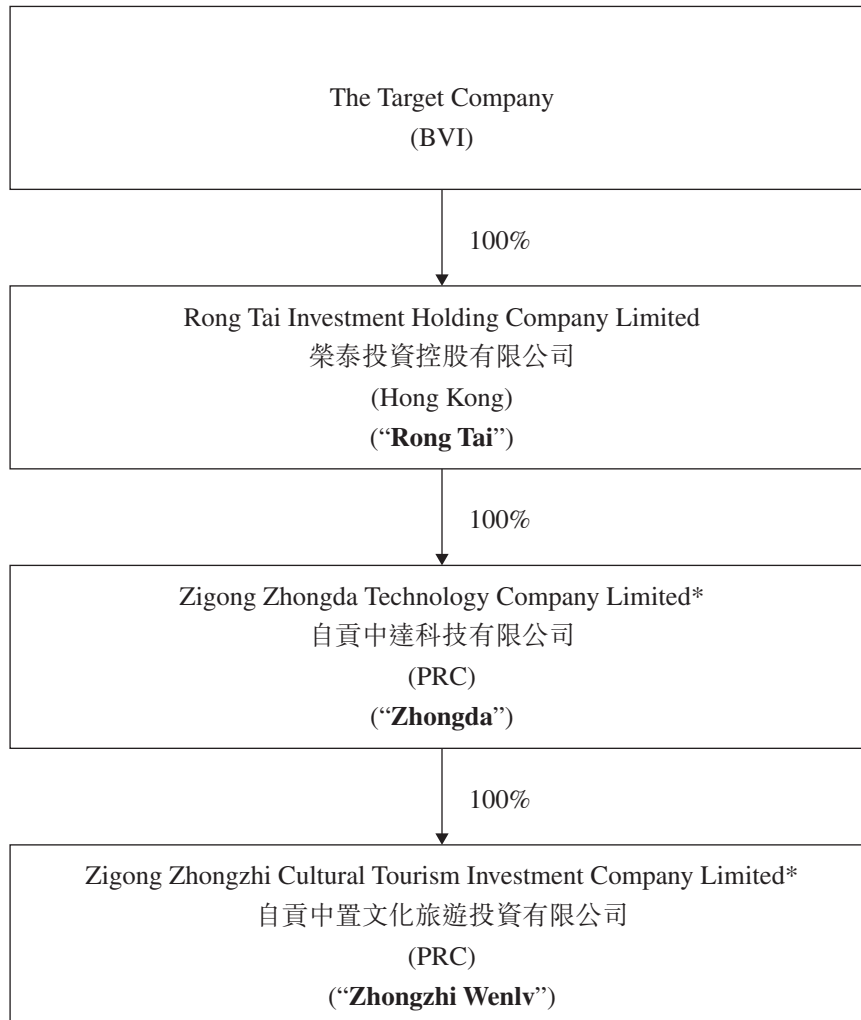 The Target Company
(BVI)
100%
Rong Tai Investment Holding Company Limited
榮泰投資控股有限公司
(Hong Kong)
(“Rong Tai”)
100%
Zigong Zhongda Technology Company Limited*
自貢中達科技有限公司
(PRC)
(“Zhongda”)
100%
Zigong Zhongzhi Cultural Tourism Investment Company Limited*
自貢中置文化旅遊投資有限公司
(PRC)
(“Zhongzhi Wenlv”)